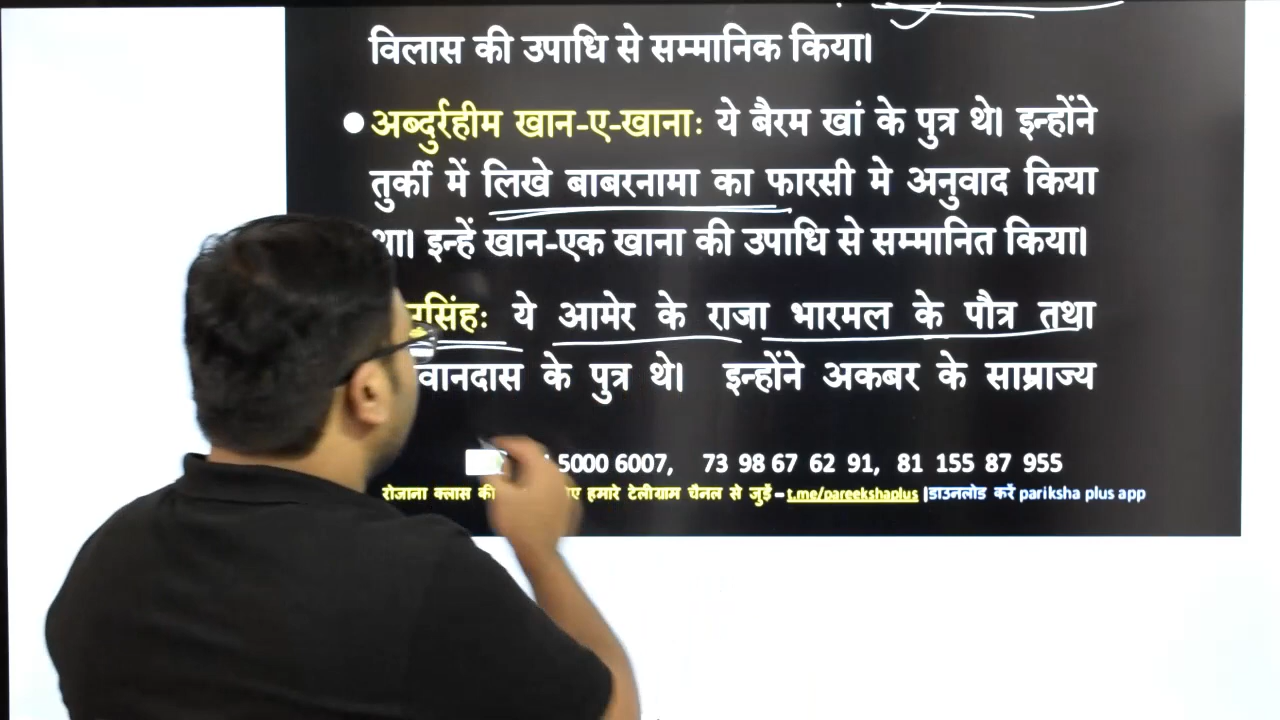 विलास की उपाधि से सम्मानिक किया।
● अब्दुर्रहीम खान-ए-खानाः ये बैरम खां के पुत्र थे। इन्होंने
तुर्की में लिखे बाबरनामा का फारसी मे अनुवाद किया
था। इन्हें खान-एक खाना की उपाधि से सम्मानित किया।
ये आमेर के राजा भारमल के पौत्र तथा
के पुत्र थे। इन्होंने अकबर के साम्राज्य
5000 6007, 73 98 67 62 91, 81 155 87 955
रोजाना क्लास की हमारे टेलीग्राम चैनल से जुड़ें – t.me/pareekshaplus |डाउनलोड करें pariksha plus app